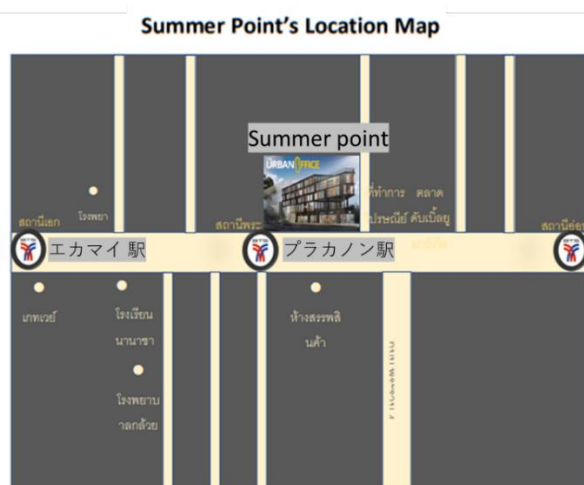 Summer Point's Location Map
Summer point
URBAN OFFICE
โรงพยา
ที่ทำการ
ตลาด
ประณีย์
ดับเบิ้ลยู
สถานีเอก
สถานีพระ
สถานีอ่อน
エカマイ 駅
プラカノン駅
เกทเวย์
โรงเรียน
นานาชา
ห้างสรรพสิ
นค้า
โรงพยาบ
าลกล้วย